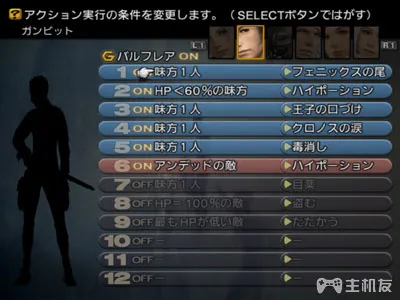 アクション実行の条件を変更します。（SELECTボタンではがす）
ガンビット
L1 R1
バルフレア ON
1 ON 味方1人 フェニックスの尾
2 ON HP＜60％の味方 ハイポーション
3 ON 味方1人 王子の口づけ
4 ON 味方1人 クロノスの涙
5 ON 味方1人 毒消し
6 ON アンデッドの敵 ハイポーション
7 OFF 味方1人 目薬
8 OFF HP＝100％の敵 盗む
9 OFF 最もHPが低い敵 たたかう
10 OFF – –
11 OFF – –
12 OFF – –
主机友